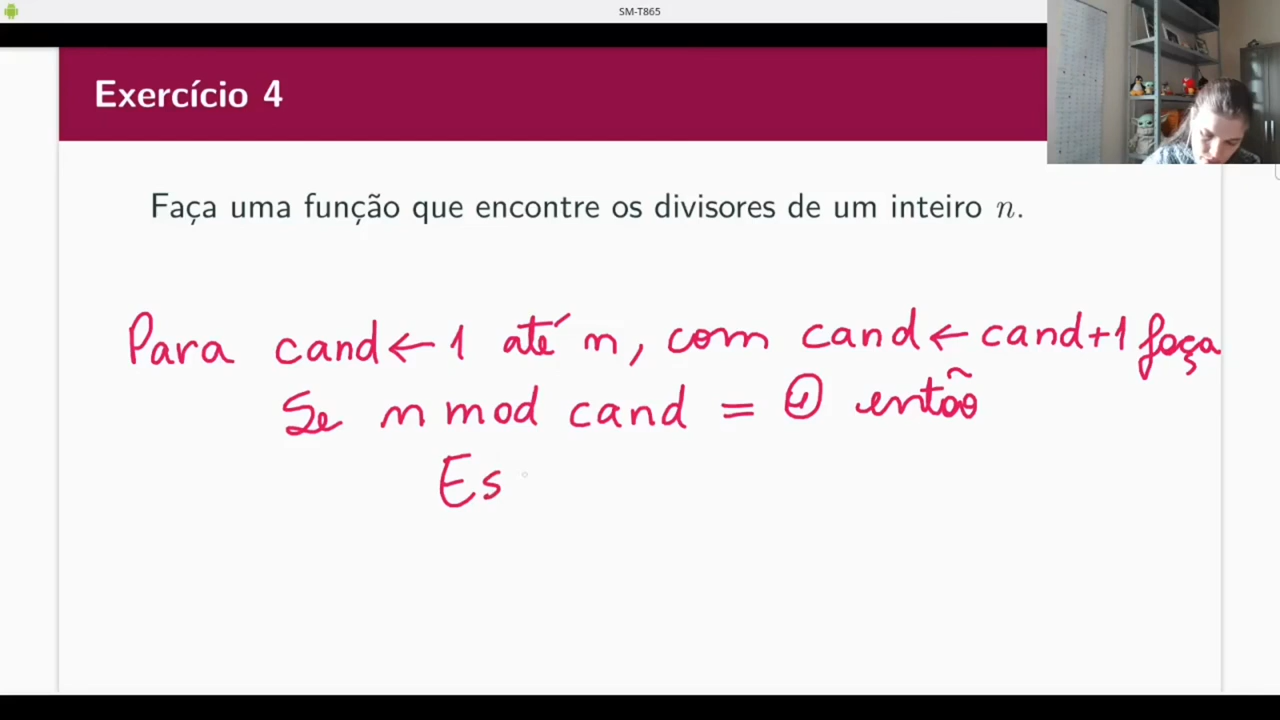 SM-T865
Exercício 4
Faça uma função que encontre os divisores de um inteiro n.
Para cand ← 1 até n, com cand ← cand+1 faça
Se n mod cand = 0 então
Es